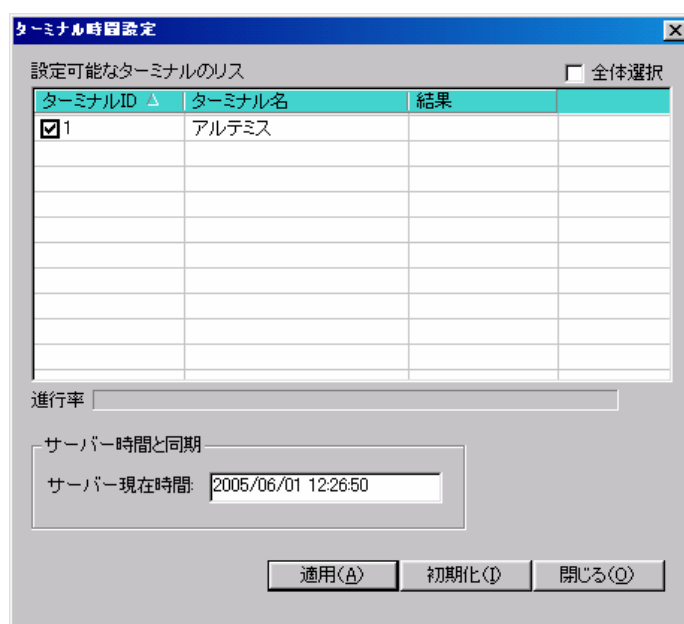 ターミナル時間設定
設定可能なターミナルのリス
全体選択
ターミナルID △ ターミナル名 結果
1 アルテミス
進行率
サーバー時間と同期
サーバー現在時間: 2005/06/01 12:26:50
適用(A) 初期化(I) 閉じる(O)